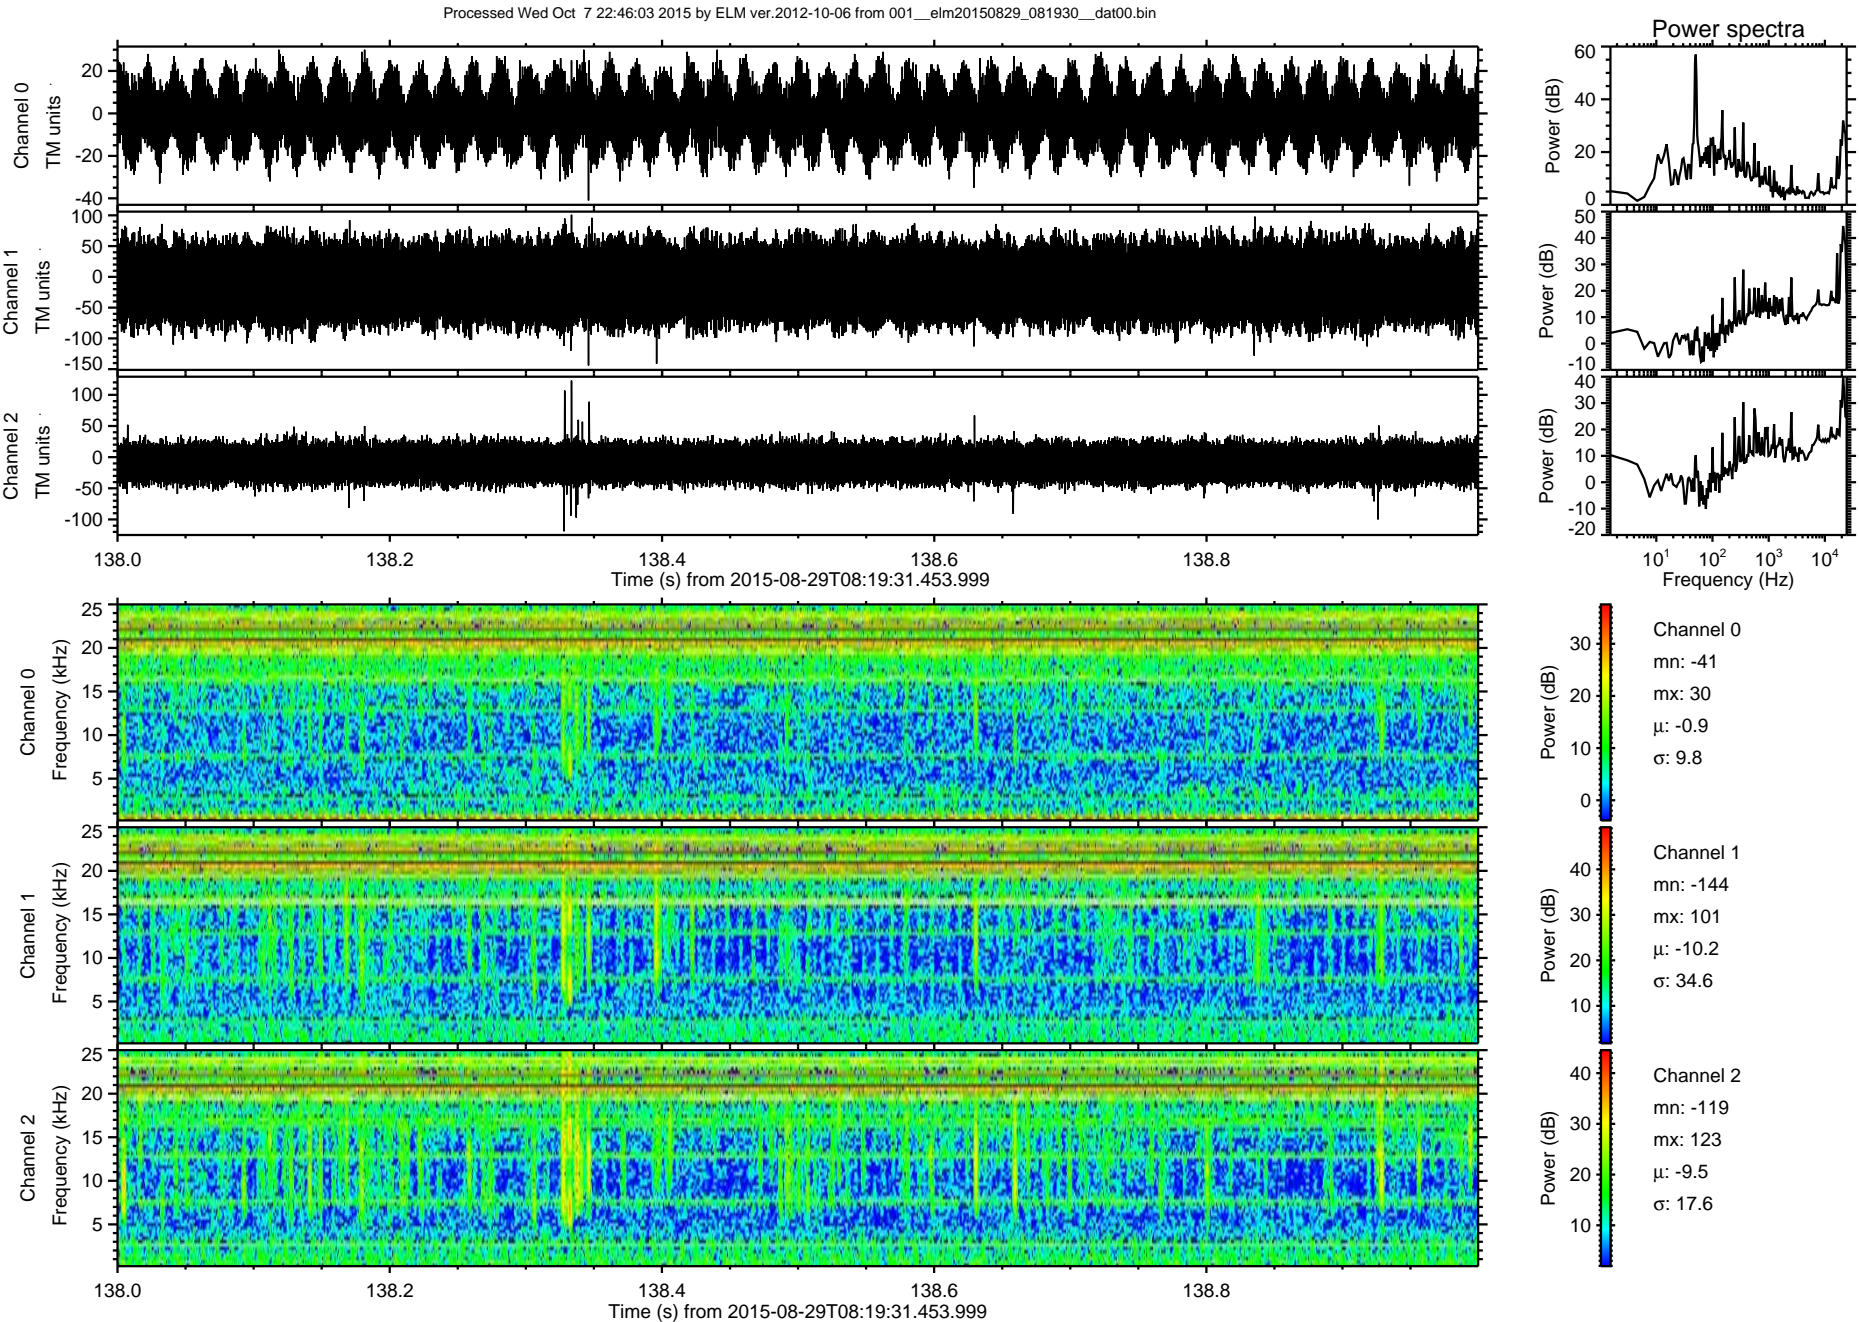 Processed Wed Oct  7 22:46:03 2015 by ELM ver.2012-10-06 from 001__elm20150829_081930__dat00.bin
Power spectra
Channel 0
TM units
20
0
-20
-40
Power (dB)
60
40
20
0
Channel 1
TM units
100
50
0
-50
-100
-150
Power (dB)
50
40
30
20
10
0
-10
Channel 2
TM units
100
50
0
-50
-100
Power (dB)
40
30
20
10
0
-10
-20
138.0 138.2 138.4 138.6 138.8
Time (s) from 2015-08-29T08:19:31.453.999
10^1 10^2 10^3 10^4
Frequency (Hz)
Channel 0
Frequency (kHz)
25
20
15
10
5
Power (dB)
30
20
10
0
Channel 0
mn: -41
mx: 30
μ: -0.9
σ: 9.8
Channel 1
Frequency (kHz)
25
20
15
10
5
Power (dB)
40
30
20
10
Channel 1
mn: -144
mx: 101
μ: -10.2
σ: 34.6
Channel 2
Frequency (kHz)
25
20
15
10
5
Power (dB)
40
30
20
10
Channel 2
mn: -119
mx: 123
μ: -9.5
σ: 17.6
138.0 138.2 138.4 138.6 138.8
Time (s) from 2015-08-29T08:19:31.453.999